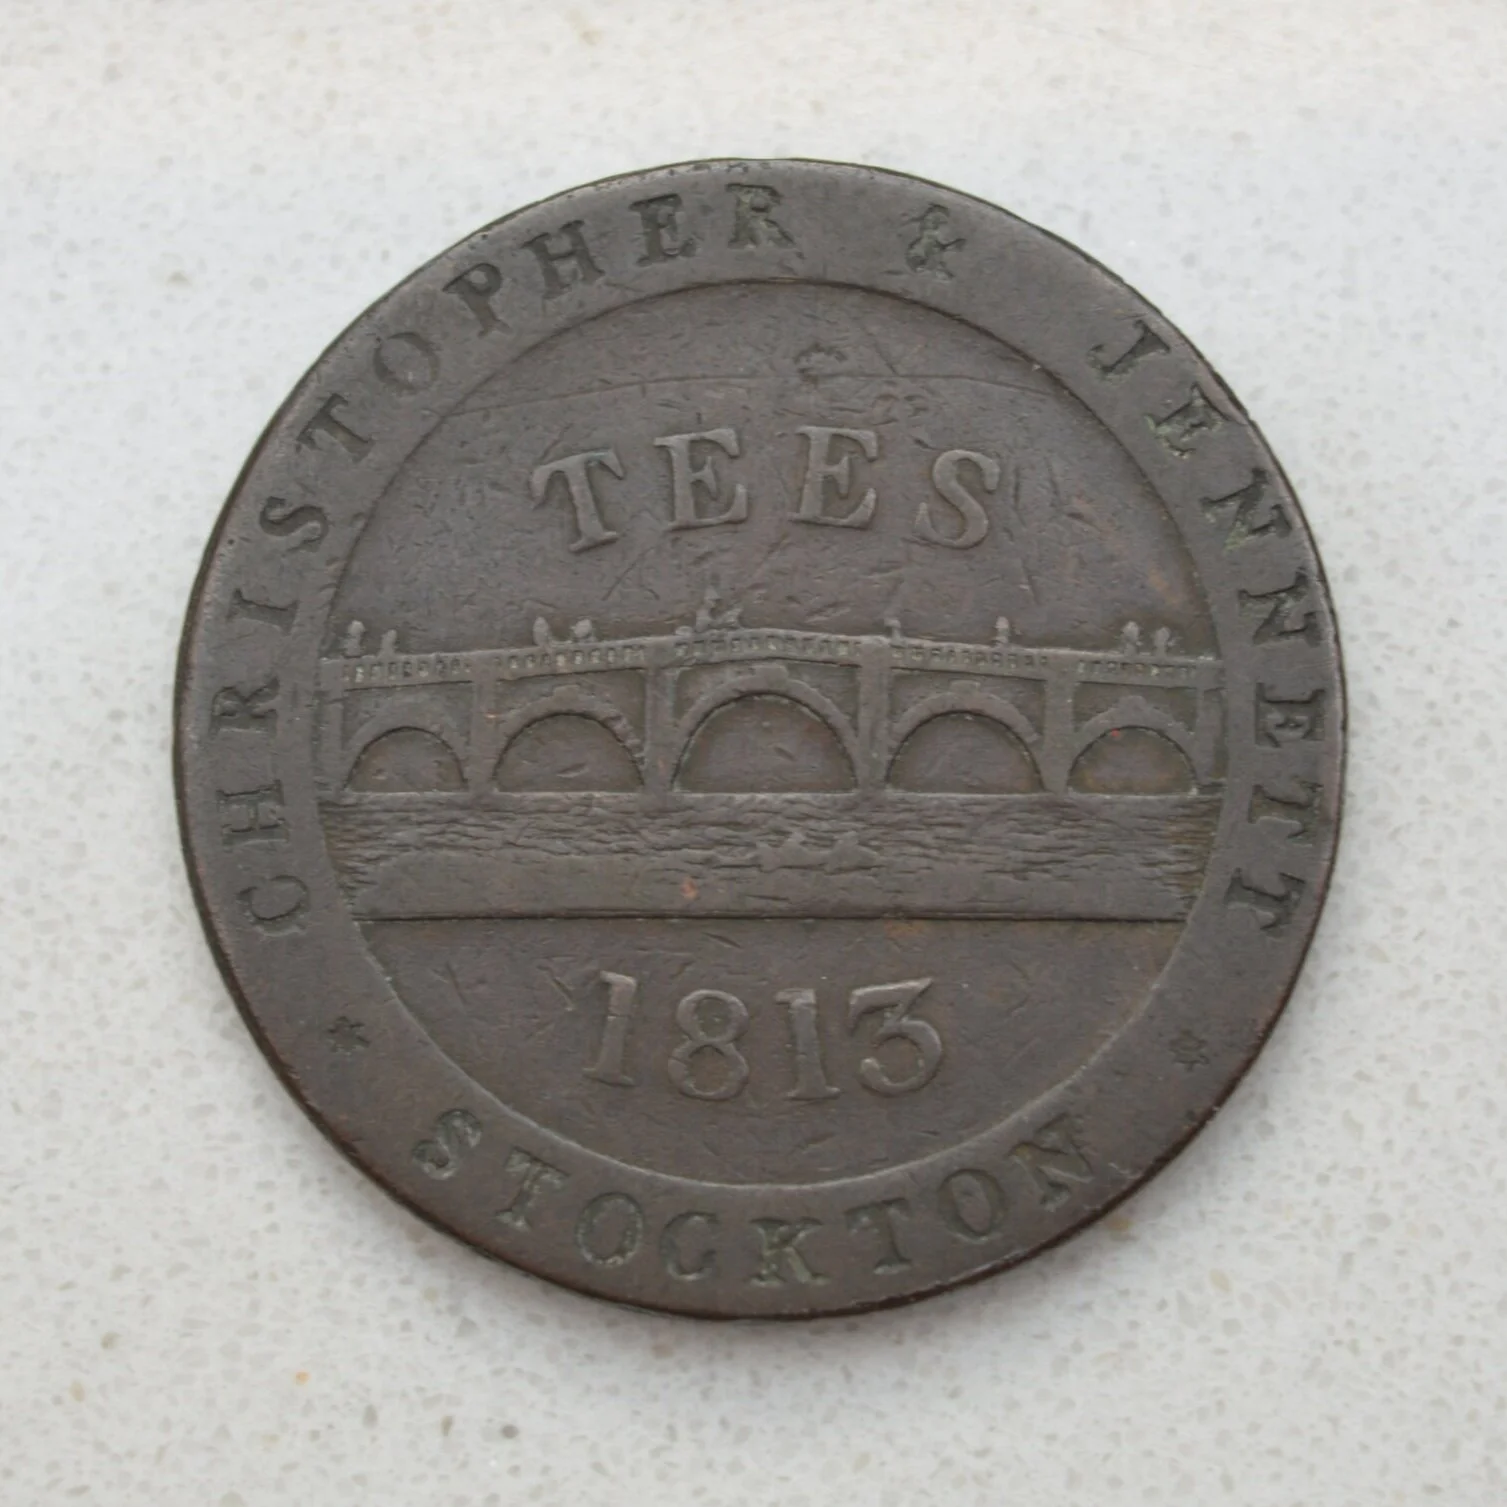 CHRISTOPHER & JENNETT
TEES
1813
* STOCKTON *